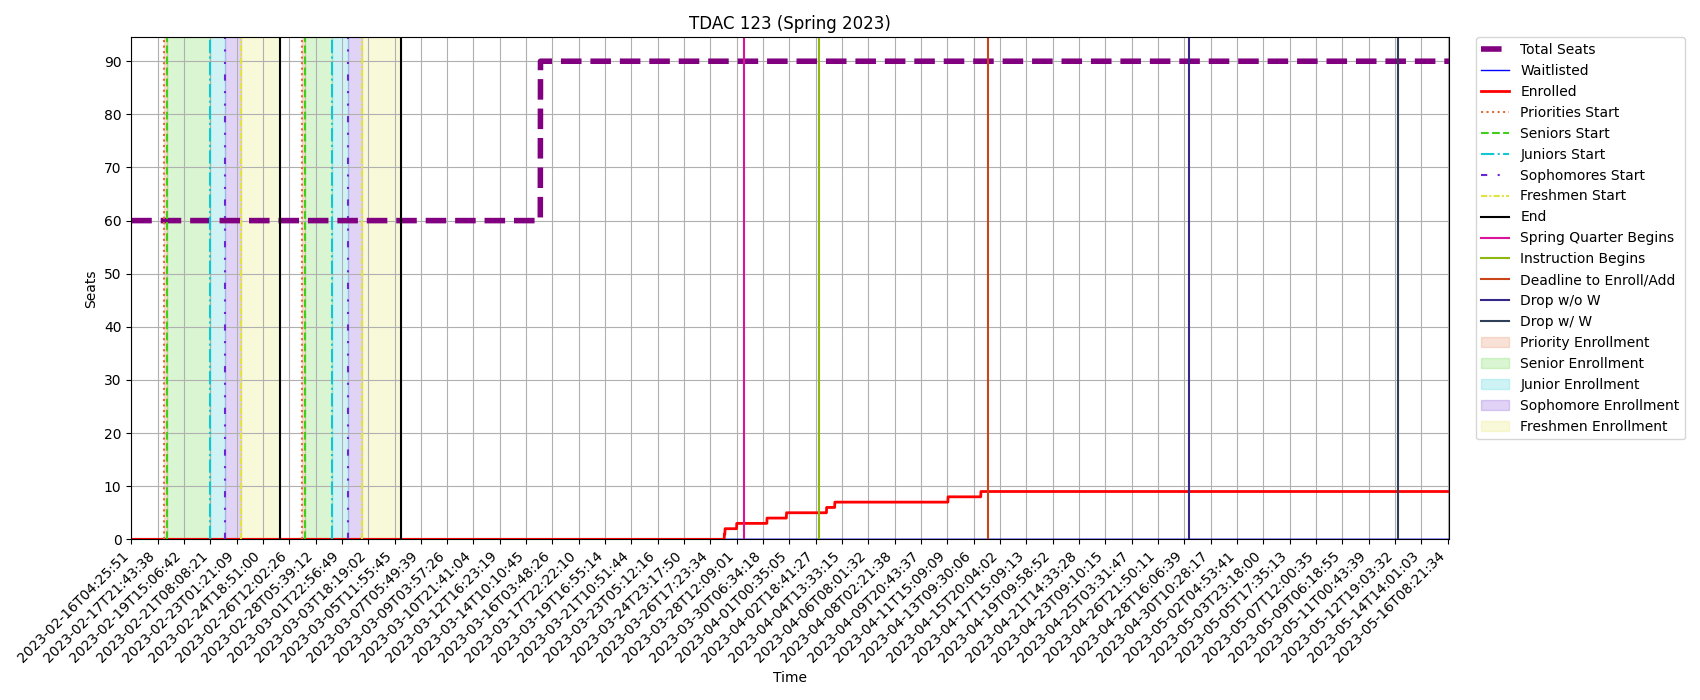 TDAC 123 (Spring 2023)
Seats
90
80
70
60
50
40
30
20
10
0
2023-02-16T04:25:51
2023-02-17T21:43:38
2023-02-19T15:06:42
2023-02-21T08:08:21
2023-02-23T01:21:09
2023-02-24T18:51:00
2023-02-26T12:02:26
2023-02-28T05:39:12
2023-03-01T22:56:49
2023-03-03T18:19:02
2023-03-05T11:55:45
2023-03-07T05:49:39
2023-03-09T03:57:26
2023-03-10T21:41:04
2023-03-12T16:23:19
2023-03-14T10:10:45
2023-03-16T03:48:26
2023-03-17T22:22:10
2023-03-19T16:55:14
2023-03-21T10:51:44
2023-03-23T05:12:16
2023-03-24T23:17:50
2023-03-26T17:23:34
2023-03-28T12:09:01
2023-03-30T06:34:18
2023-04-01T00:35:05
2023-04-02T18:41:27
2023-04-04T13:33:15
2023-04-06T08:01:32
2023-04-08T02:21:38
2023-04-09T20:43:37
2023-04-11T15:09:09
2023-04-13T09:30:06
2023-04-15T20:04:02
2023-04-17T15:09:13
2023-04-19T09:58:52
2023-04-21T14:33:28
2023-04-23T09:10:15
2023-04-25T03:31:47
2023-04-26T21:50:11
2023-04-28T16:06:39
2023-04-30T10:28:17
2023-05-02T04:53:41
2023-05-03T23:18:00
2023-05-05T17:35:13
2023-05-07T12:00:35
2023-05-09T06:18:55
2023-05-11T00:43:39
2023-05-12T19:03:32
2023-05-14T14:01:03
2023-05-16T08:21:34
Time
Total Seats
Waitlisted
Enrolled
Priorities Start
Seniors Start
Juniors Start
Sophomores Start
Freshmen Start
End
Spring Quarter Begins
Instruction Begins
Deadline to Enroll/Add
Drop w/o W
Drop w/ W
Priority Enrollment
Senior Enrollment
Junior Enrollment
Sophomore Enrollment
Freshmen Enrollment